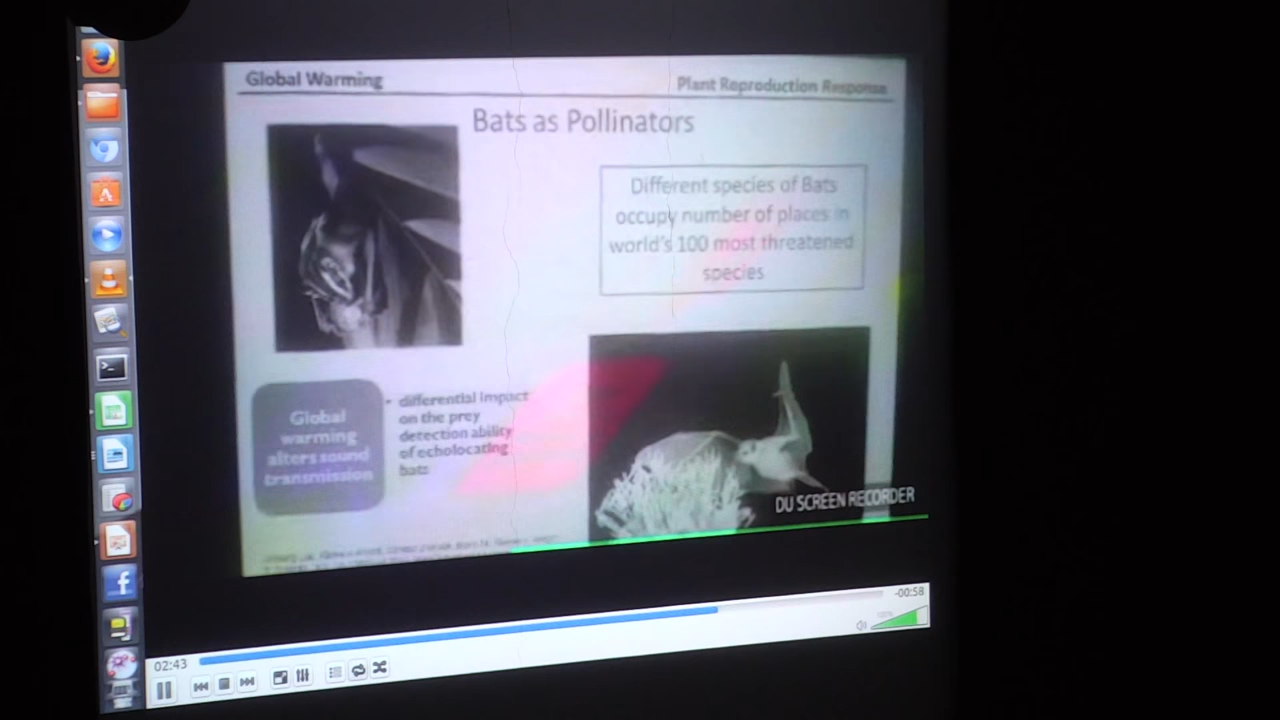 Global Warming
Plant Reproduction Response
Bats as Pollinators
Different species of Bats
occupy number of places in
world's 100 most threatened
species
Global
warming
alters sound
transmission
• differential impact
on the prey
detection ability
of echolocating
bats
DU SCREEN RECORDER
-00:58
100%
02:43